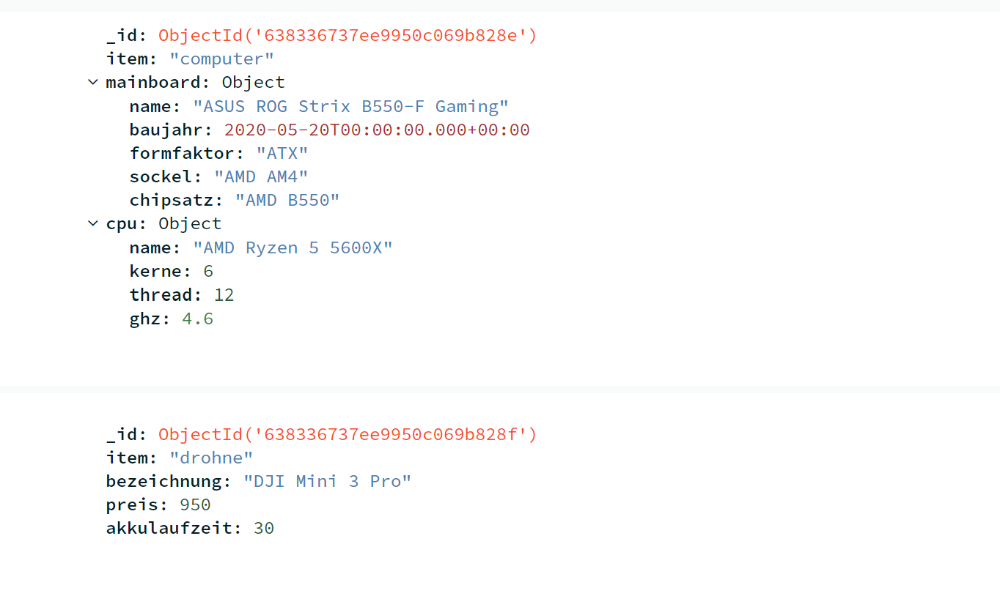 _id: ObjectId('638336737ee9950c069b828e')
item: "computer"
mainboard: Object
name: "ASUS ROG Strix B550-F Gaming"
baujahr: 2020-05-20T00:00:00.000+00:00
formfaktor: "ATX"
sockel: "AMD AM4"
chipsatz: "AMD B550"
cpu: Object
name: "AMD Ryzen 5 5600X"
kerne: 6
thread: 12
ghz: 4.6
_id: ObjectId('638336737ee9950c069b828f')
item: "drohne"
bezeichnung: "DJI Mini 3 Pro"
preis: 950
akkulaufzeit: 30